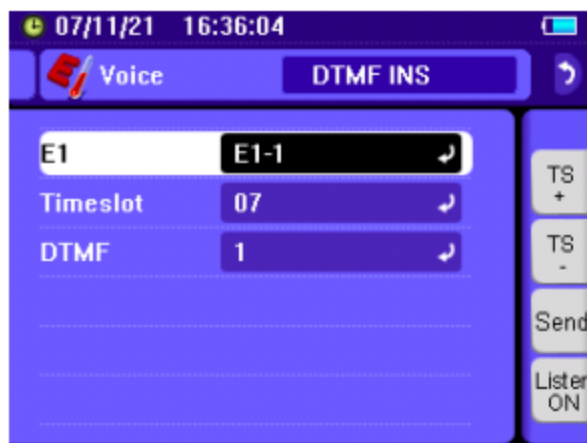 07/11/21 16:36:04
Voice DTMF INS
E1 E1-1
Timeslot 07
DTMF 1
TS
+
TS
-
Send
Listen
ON